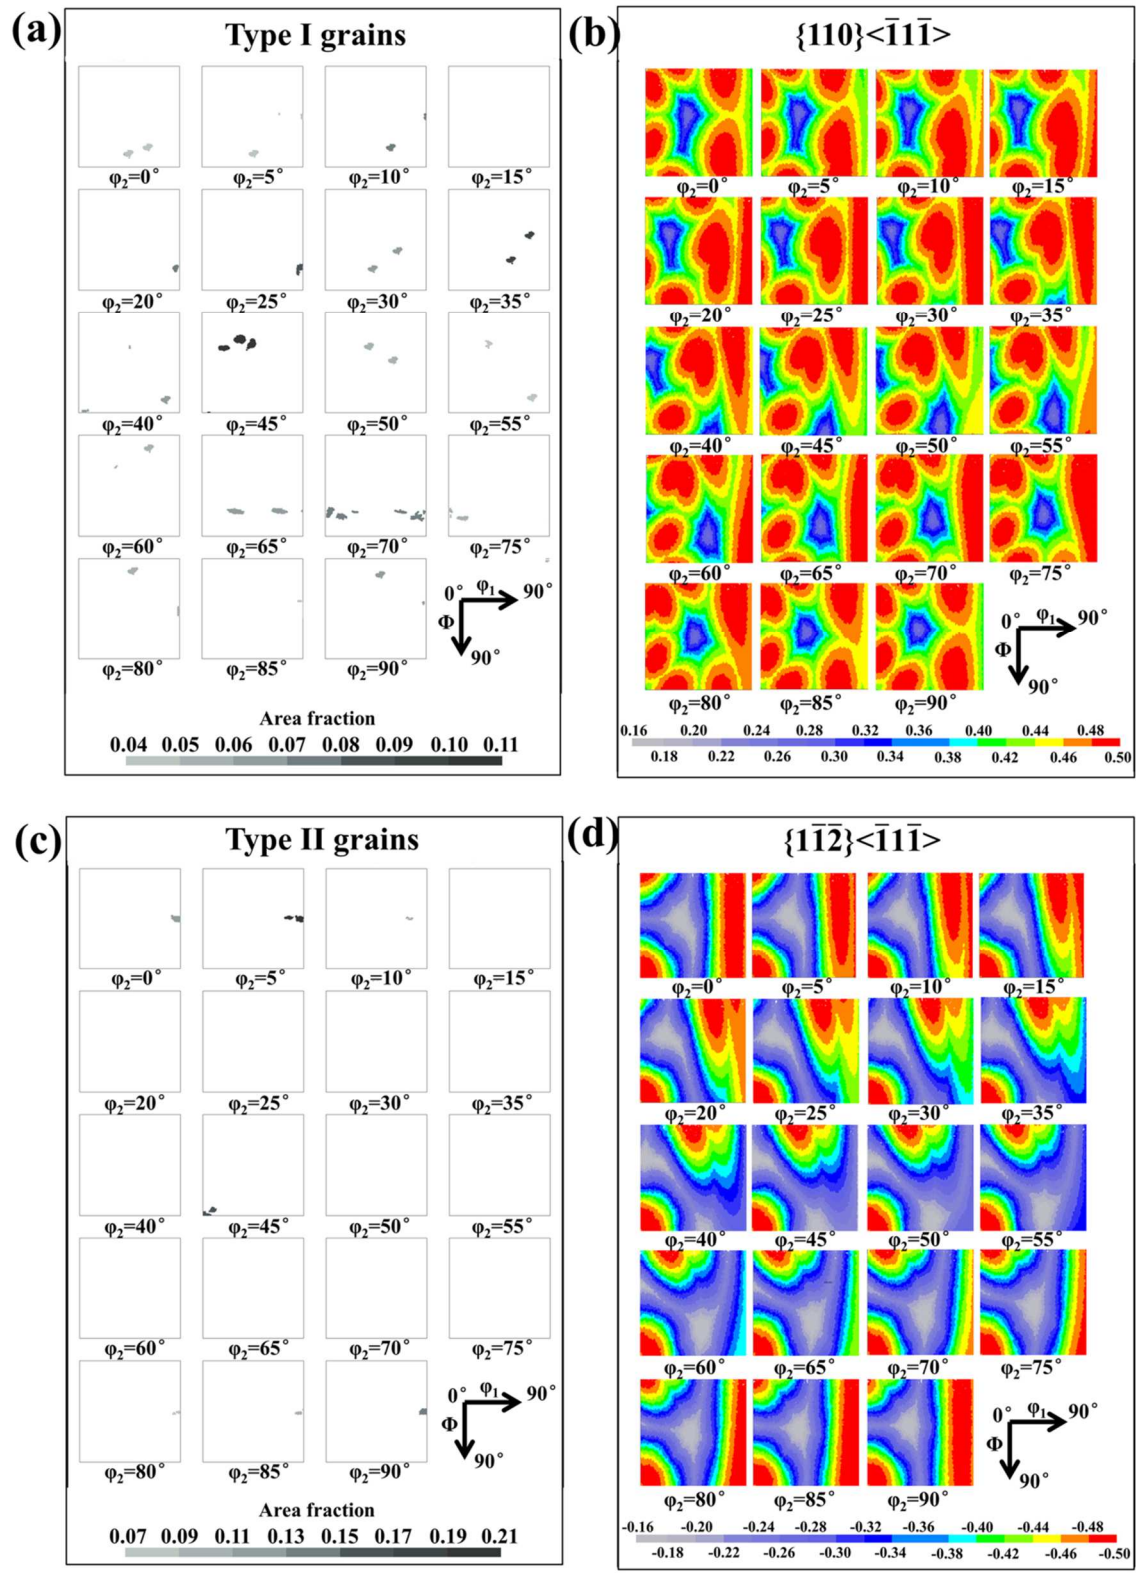 (a)
Type I grains
φ₂=0° φ₂=5° φ₂=10° φ₂=15°
φ₂=20° φ₂=25° φ₂=30° φ₂=35°
φ₂=40° φ₂=45° φ₂=50° φ₂=55°
φ₂=60° φ₂=65° φ₂=70° φ₂=75°
0° φ₁ 90°
Φ
90°
φ₂=80° φ₂=85° φ₂=90°
Area fraction
0.04 0.05 0.06 0.07 0.08 0.09 0.10 0.11
(b)
{110}<1̅11̅>
φ₂=0° φ₂=5° φ₂=10° φ₂=15°
φ₂=20° φ₂=25° φ₂=30° φ₂=35°
φ₂=40° φ₂=45° φ₂=50° φ₂=55°
φ₂=60° φ₂=65° φ₂=70° φ₂=75°
0° φ₁ 90°
Φ
90°
φ₂=80° φ₂=85° φ₂=90°
0.16 0.20 0.24 0.28 0.32 0.36 0.40 0.44 0.48
0.18 0.22 0.26 0.30 0.34 0.38 0.42 0.46 0.50
(c)
Type II grains
φ₂=0° φ₂=5° φ₂=10° φ₂=15°
φ₂=20° φ₂=25° φ₂=30° φ₂=35°
φ₂=40° φ₂=45° φ₂=50° φ₂=55°
φ₂=60° φ₂=65° φ₂=70° φ₂=75°
0° φ₁ 90°
Φ
90°
φ₂=80° φ₂=85° φ₂=90°
Area fraction
0.07 0.09 0.11 0.13 0.15 0.17 0.19 0.21
(d)
{11̅2̅}<1̅11̅>
φ₂=0° φ₂=5° φ₂=10° φ₂=15°
φ₂=20° φ₂=25° φ₂=30° φ₂=35°
φ₂=40° φ₂=45° φ₂=50° φ₂=55°
φ₂=60° φ₂=65° φ₂=70° φ₂=75°
0° φ₁ 90°
Φ
90°
φ₂=80° φ₂=85° φ₂=90°
-0.16 -0.20 -0.24 -0.28 -0.32 -0.36 -0.40 -0.44 -0.48
-0.18 -0.22 -0.26 -0.30 -0.34 -0.38 -0.42 -0.46 -0.50